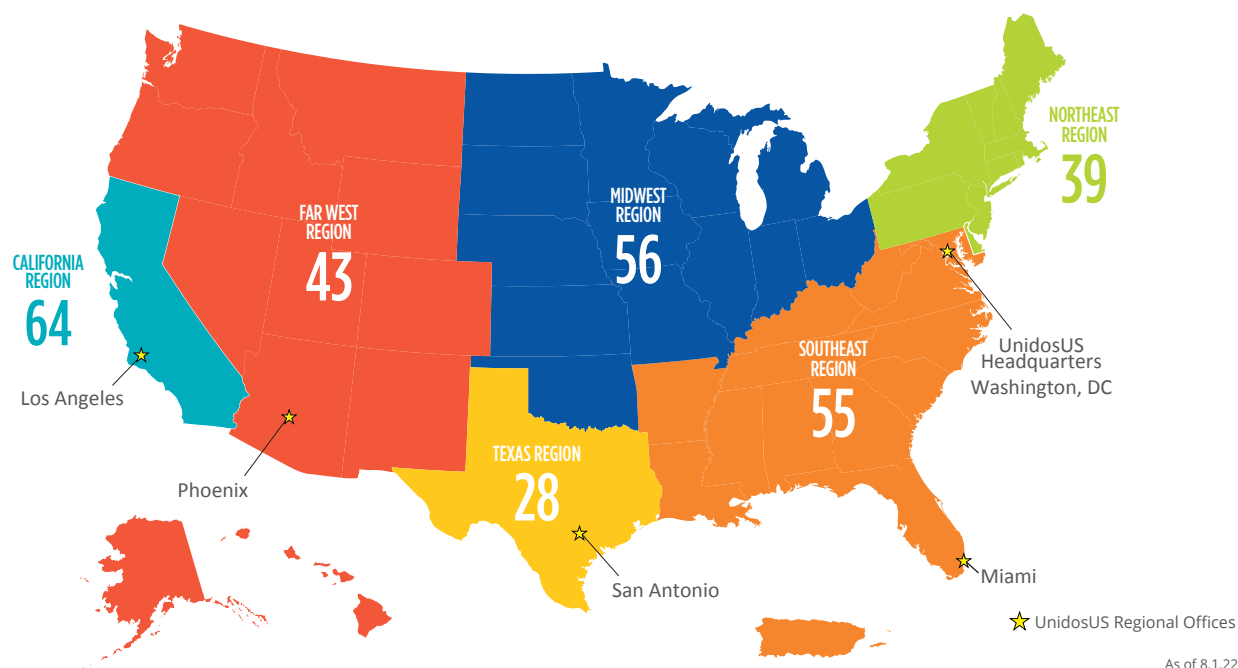 NORTHEAST
REGION
39
MIDWEST
REGION
56
FAR WEST
REGION
43
CALIFORNIA
REGION
64
UnidosUS
Headquarters
Washington, DC
SOUTHEAST
REGION
55
Los Angeles
TEXAS REGION
28
Phoenix
San Antonio
Miami
UnidosUS Regional Offices
As of 8.1.22